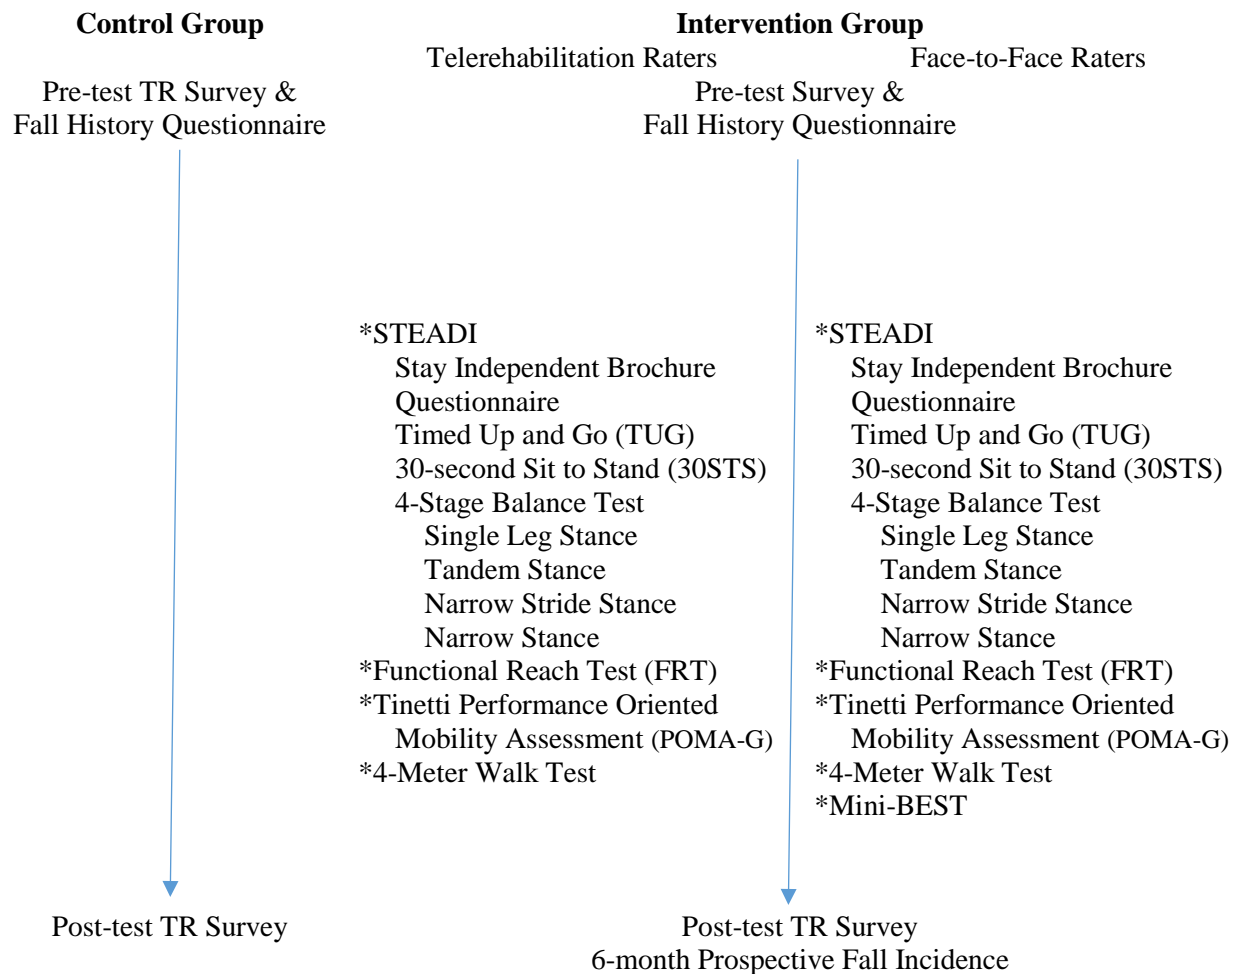 Control Group
Intervention Group
Telerehabilitation Raters
Face-to-Face Raters
Pre-test TR Survey &
Fall History Questionnaire
Pre-test Survey &
Fall History Questionnaire
*STEADI
Stay Independent Brochure
Questionnaire
Timed Up and Go (TUG)
30-second Sit to Stand (30STS)
4-Stage Balance Test
Single Leg Stance
Tandem Stance
Narrow Stride Stance
Narrow Stance
*Functional Reach Test (FRT)
*Tinetti Performance Oriented
Mobility Assessment (POMA-G)
*4-Meter Walk Test
*STEADI
Stay Independent Brochure
Questionnaire
Timed Up and Go (TUG)
30-second Sit to Stand (30STS)
4-Stage Balance Test
Single Leg Stance
Tandem Stance
Narrow Stride Stance
Narrow Stance
*Functional Reach Test (FRT)
*Tinetti Performance Oriented
Mobility Assessment (POMA-G)
*4-Meter Walk Test
*Mini-BEST
Post-test TR Survey
Post-test TR Survey
6-month Prospective Fall Incidence